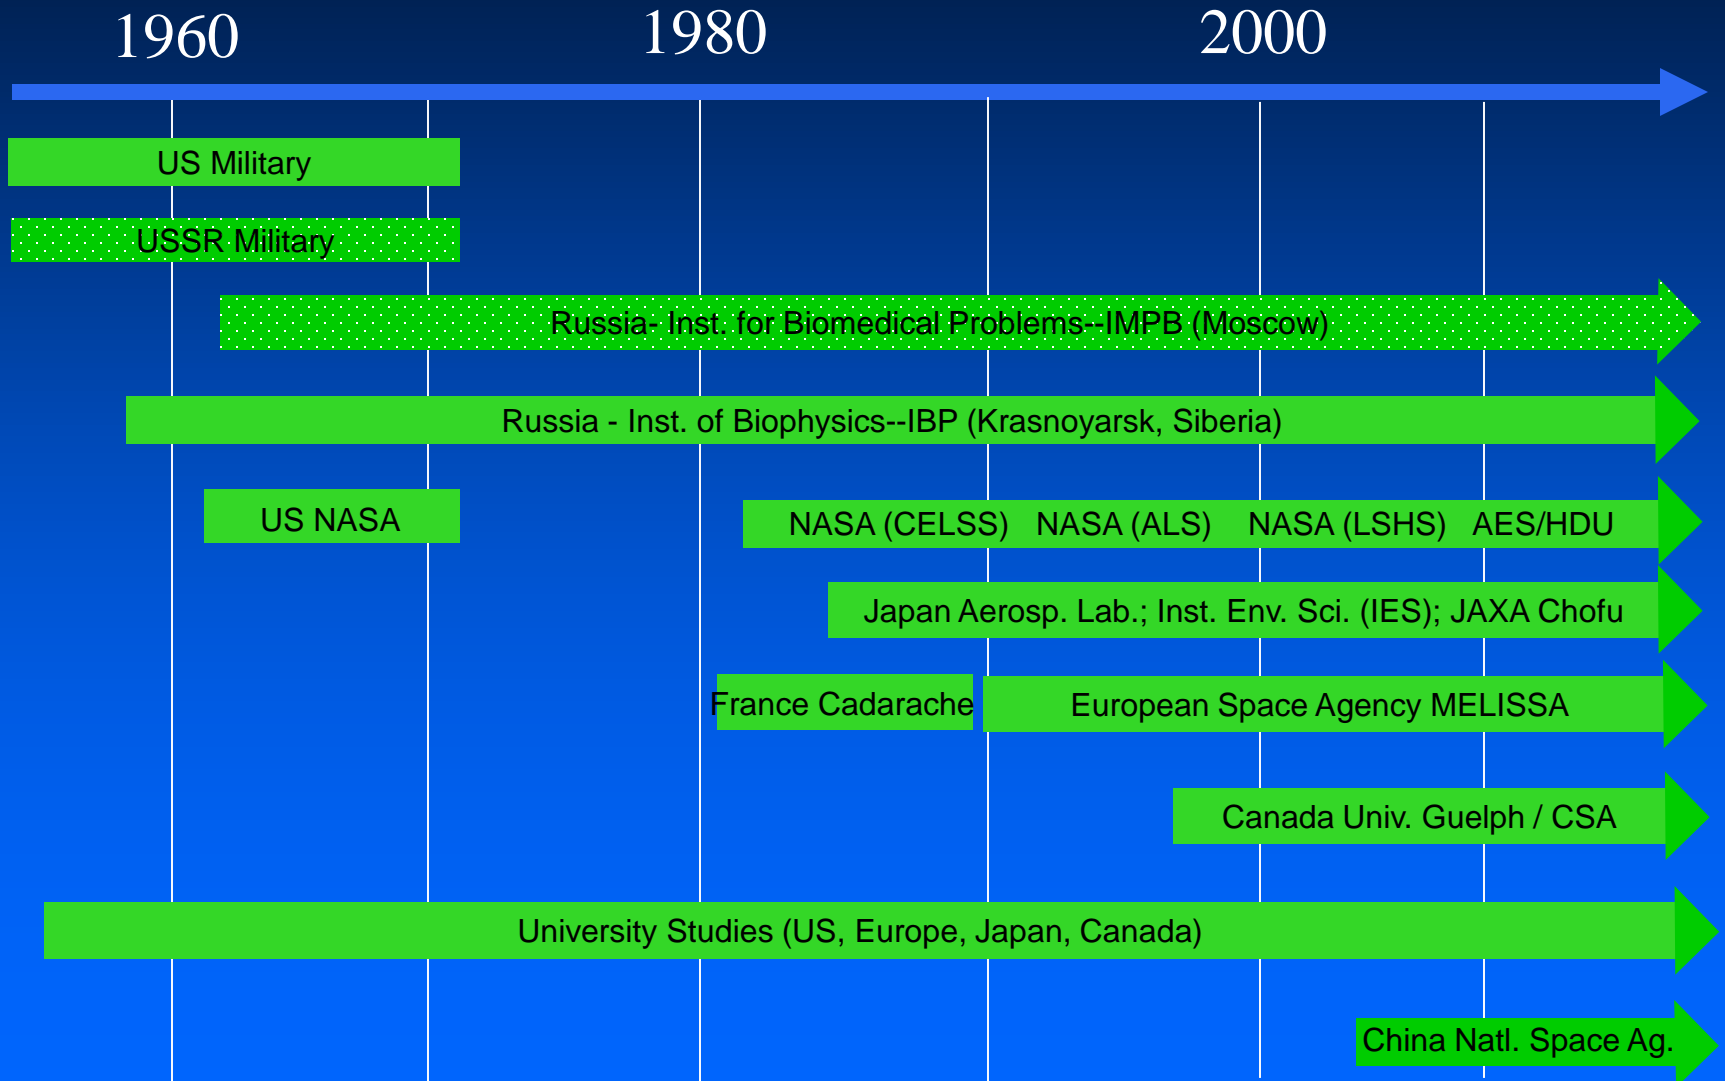 1960 1980 2000
US Military
USSR Military
Russia- Inst. for Biomedical Problems--IMPB (Moscow)
Russia - Inst. of Biophysics--IBP (Krasnoyarsk, Siberia)
US NASA
NASA (CELSS) NASA (ALS) NASA (LSHS) AES/HDU
Japan Aerosp. Lab.; Inst. Env. Sci. (IES); JAXA Chofu
France Cadarache
European Space Agency MELISSA
Canada Univ. Guelph / CSA
University Studies (US, Europe, Japan, Canada)
China Natl. Space Ag.